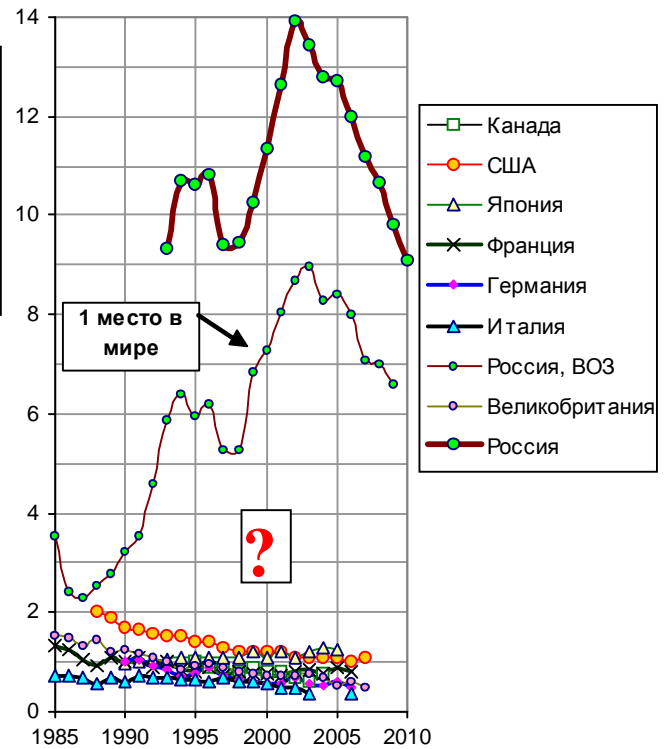 14
12
10
8
6
4
2
0
1985
1990
1995
2000
2005
2010
1 место в
мире
?
Канада
США
Япония
Франция
Германия
Италия
Россия, ВОЗ
Великобритания
Россия